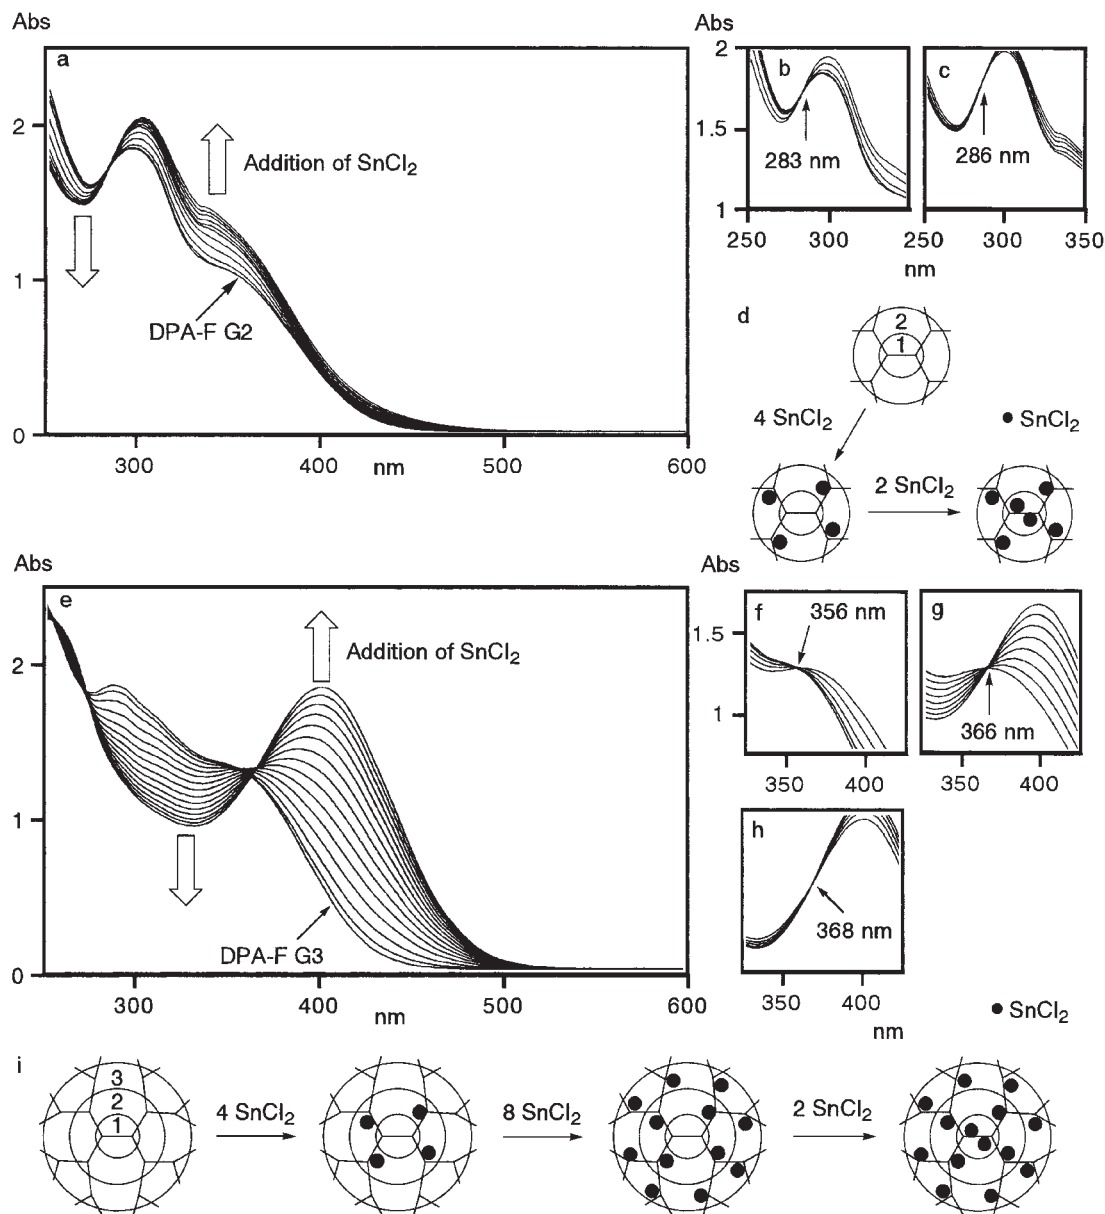 Abs
a
2
1
0
Addition of SnCl2
DPA-F G2
300
400
nm
500
600
Abs
2
1.5
1
b
283 nm
c
286 nm
250
300
250
300
350
nm
d
2
1
4 SnCl2
SnCl2
2 SnCl2
Abs
e
2
1
0
Addition of SnCl2
DPA-F G3
300
400
nm
500
600
Abs
1.5
1
f
356 nm
g
366 nm
350
400
350
400
h
368 nm
350
400
nm
SnCl2
i
3
2
1
4 SnCl2
8 SnCl2
2 SnCl2